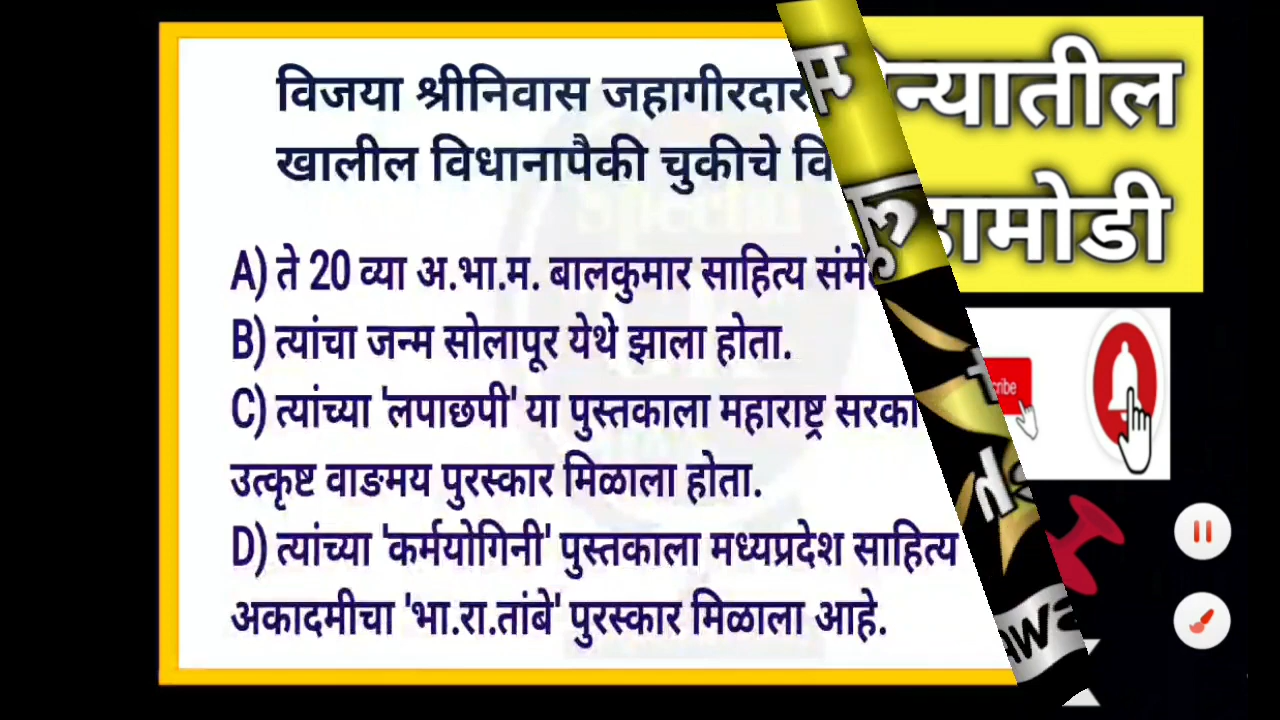 विजया श्रीनिवास जहागीरदार
खालील विधानापैकी चुकीचे
A) ते 20 व्या अ.भा.म. बालकुमार साहित्य
B) त्यांचा जन्म सोलापूर येथे झाला होता.
C) त्यांच्या 'लपाछपी' या पुस्तकाला महाराष्ट्र
उत्कृष्ट वाङमय पुरस्कार मिळाला होता.
D) त्यांच्या 'कर्मयोगिनी' पुस्तकाला मध्यप्रदेश साहित्य
अकादमीचा 'भा.रा.तांबे' पुरस्कार मिळाला आहे.